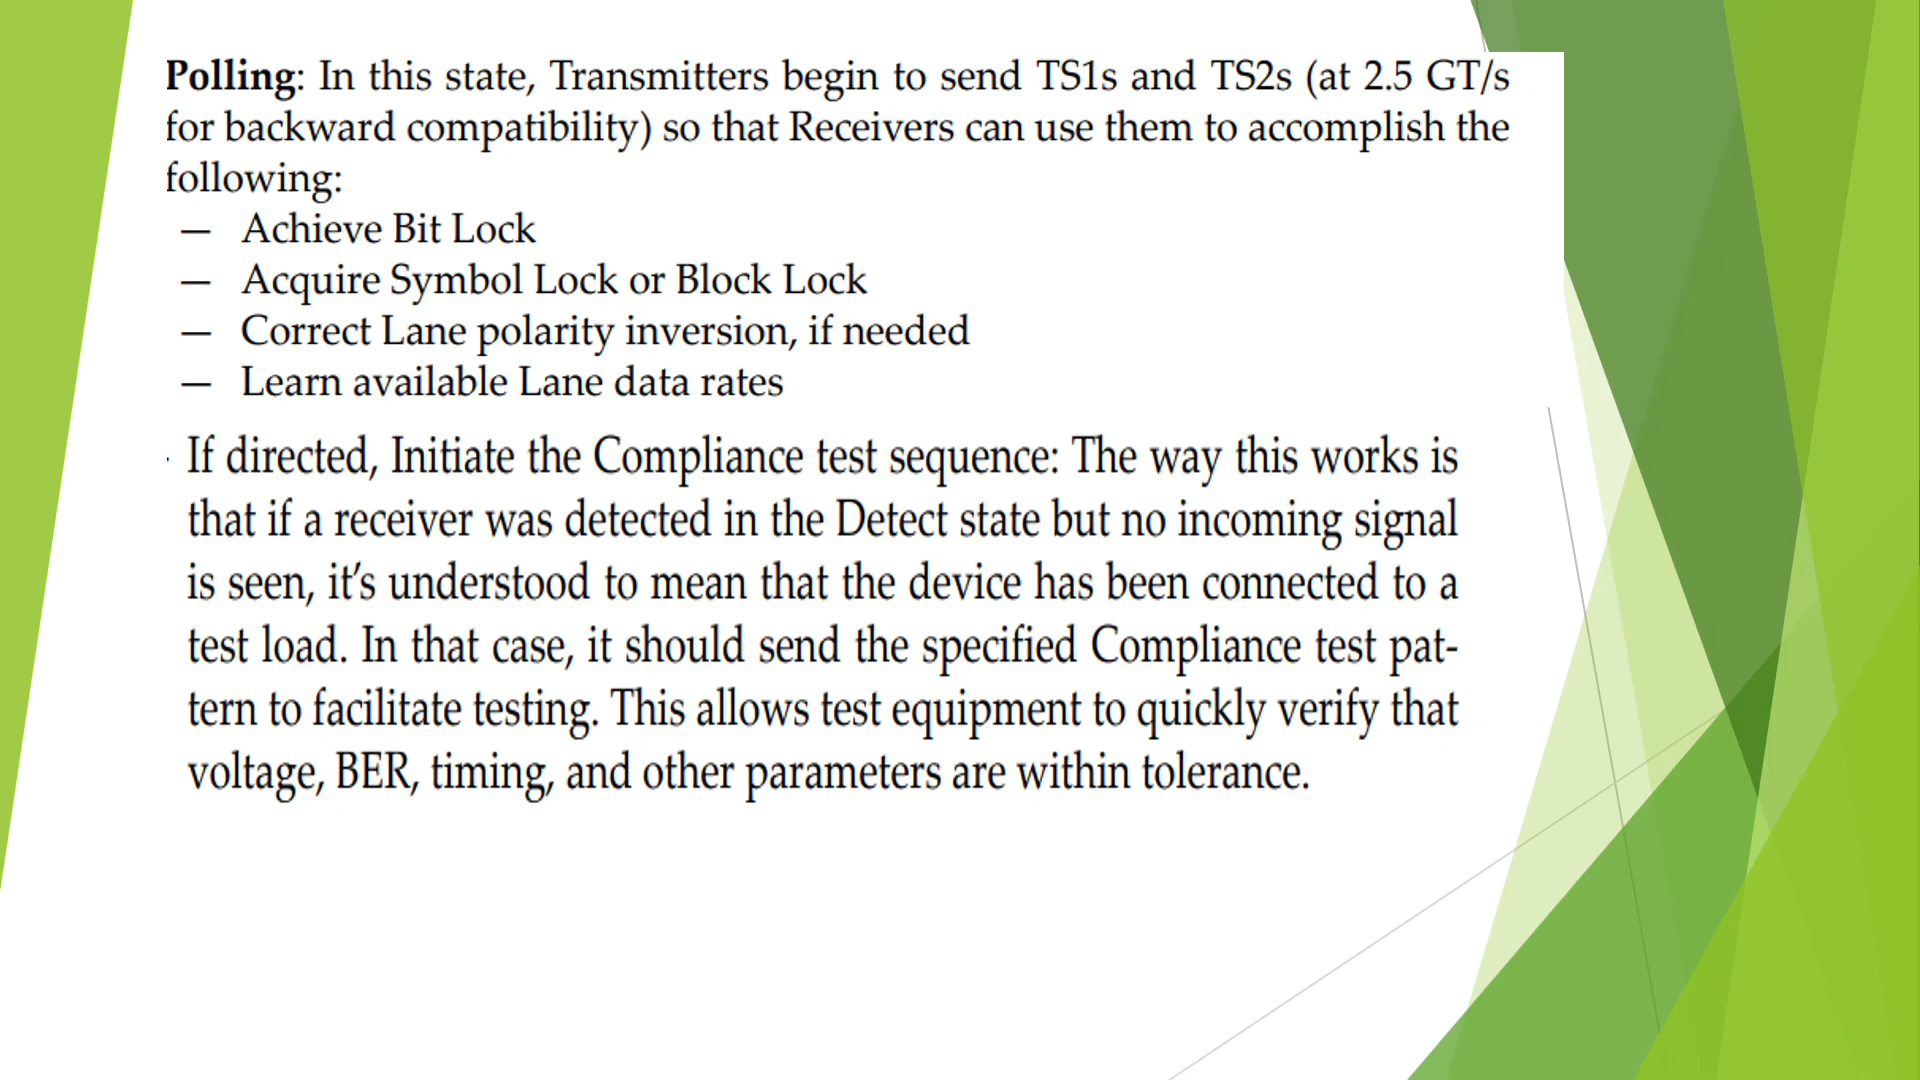 Polling: In this state, Transmitters begin to send TS1s and TS2s (at 2.5 GT/s
for backward compatibility) so that Receivers can use them to accomplish the
following:
— Achieve Bit Lock
— Acquire Symbol Lock or Block Lock
— Correct Lane polarity inversion, if needed
— Learn available Lane data rates
If directed, Initiate the Compliance test sequence: The way this works is
that if a receiver was detected in the Detect state but no incoming signal
is seen, it’s understood to mean that the device has been connected to a
test load. In that case, it should send the specified Compliance test pat-
tern to facilitate testing. This allows test equipment to quickly verify that
voltage, BER, timing, and other parameters are within tolerance.